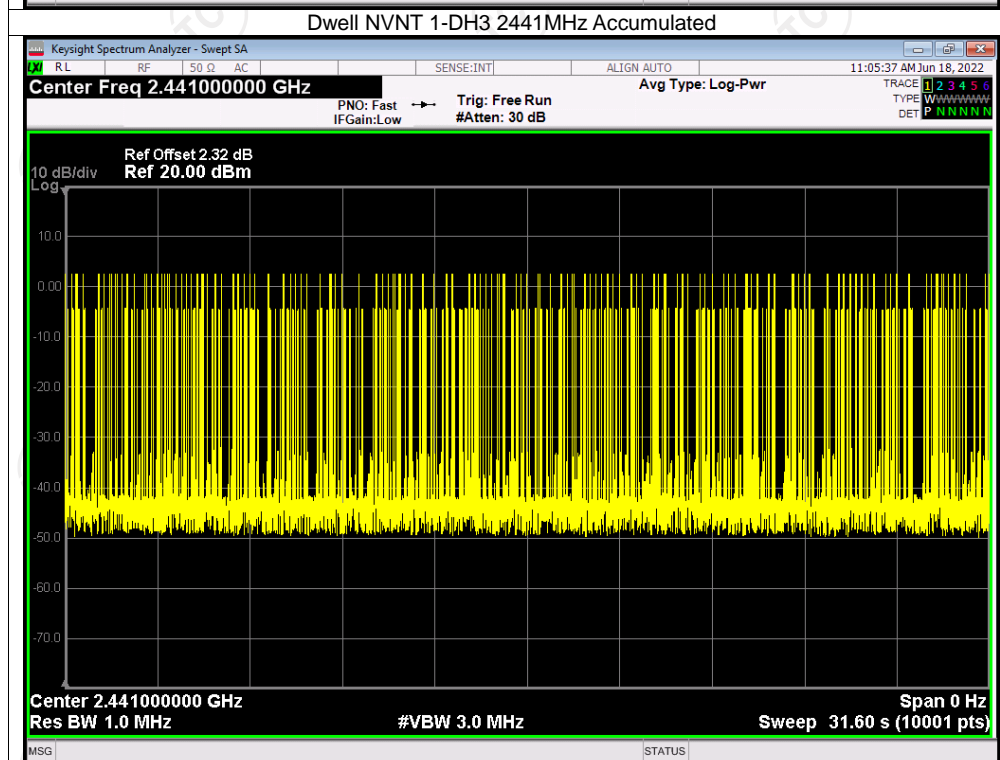 Dwell NVNT 1-DH3 2441MHz Accumulated
Keysight Spectrum Analyzer - Swept SA
LXI RL RF 50 Ω AC SENSE:INT ALIGN AUTO 11:05:37 AM Jun 18, 2022
Center Freq 2.441000000 GHz
Avg Type: Log-Pwr
TRACE 1 2 3 4 5 6
PNO: Fast Trig: Free Run
TYPE WWWWWW
IFGain:Low #Atten: 30 dB
DET P N N N N N
Ref Offset 2.32 dB
10 dB/div Ref 20.00 dBm
Log
10.0
0.00
-10.0
-20.0
-30.0
-40.0
-50.0
-60.0
-70.0
Center 2.441000000 GHz Span 0 Hz
Res BW 1.0 MHz #VBW 3.0 MHz Sweep 31.60 s (10001 pts)
MSG STATUS